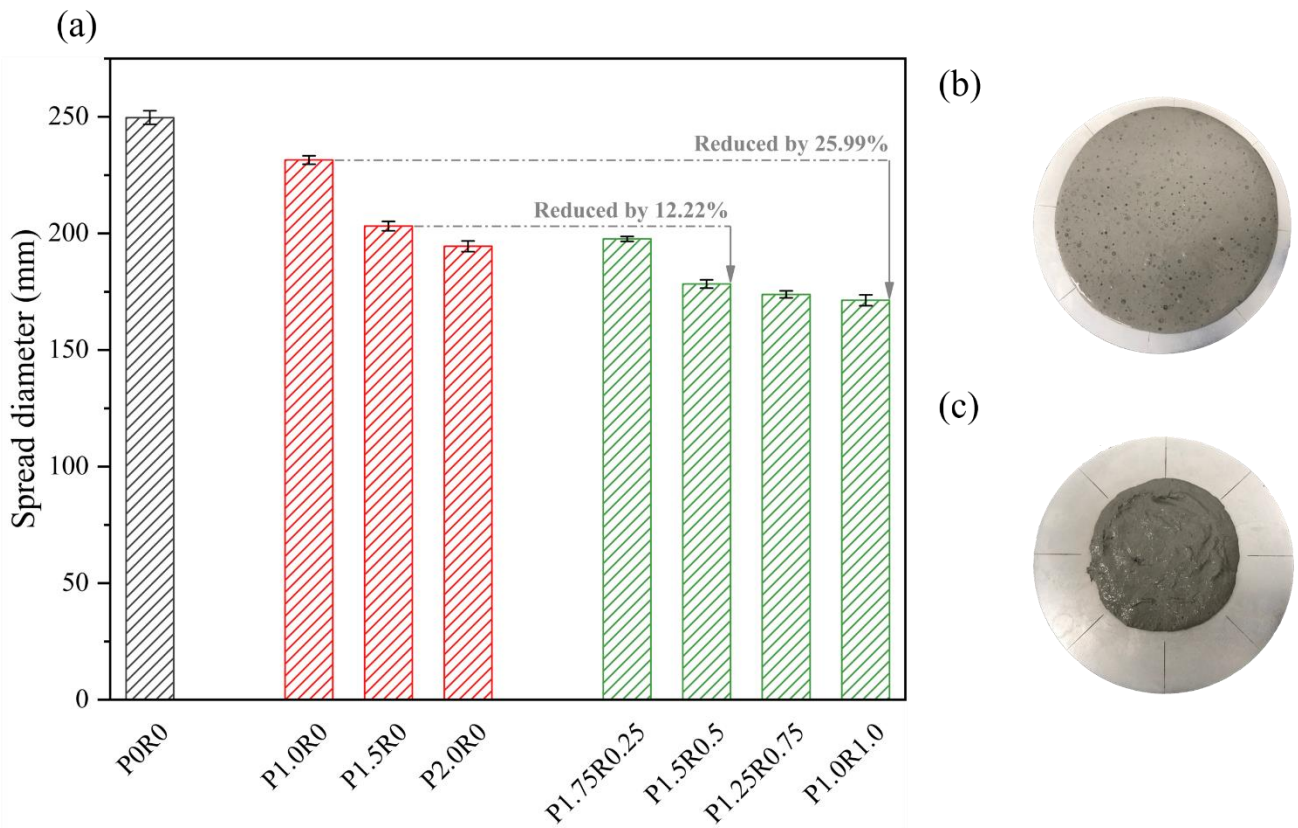 (a)
Spread diameter (mm)
250
200
150
100
50
0
Reduced by 25.99%
Reduced by 12.22%
P0R0
P1.0R0
P1.5R0
P2.0R0
P1.75R0.25
P1.5R0.5
P1.25R0.75
P1.0R1.0
(b)
(c)